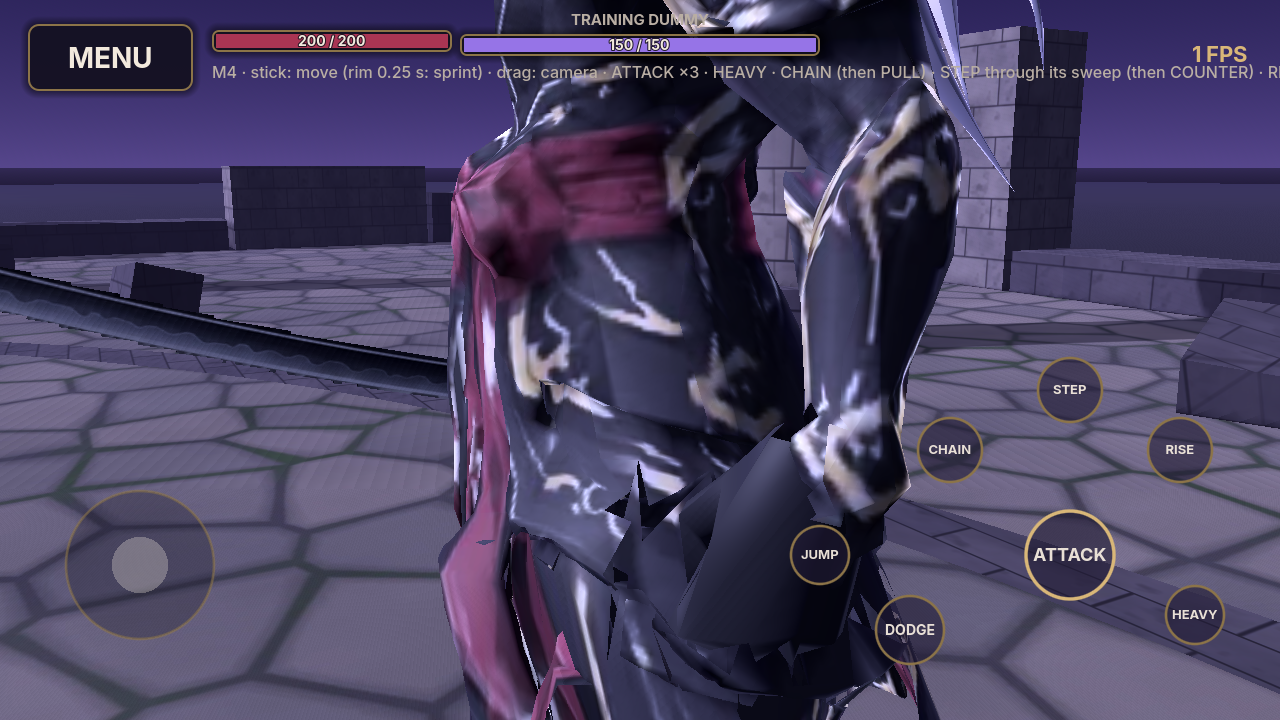 TRAINING DUMMY
MENU
200 / 200
150 / 150
1 FPS
M4 · stick: move (rim 0.25 s: sprint) · drag: camera · ATTACK ×3 · HEAVY · CHAIN (then PULL) · STEP through its sweep (then COUNTER) ·
STEP
CHAIN
RISE
JUMP
ATTACK
DODGE
HEAVY